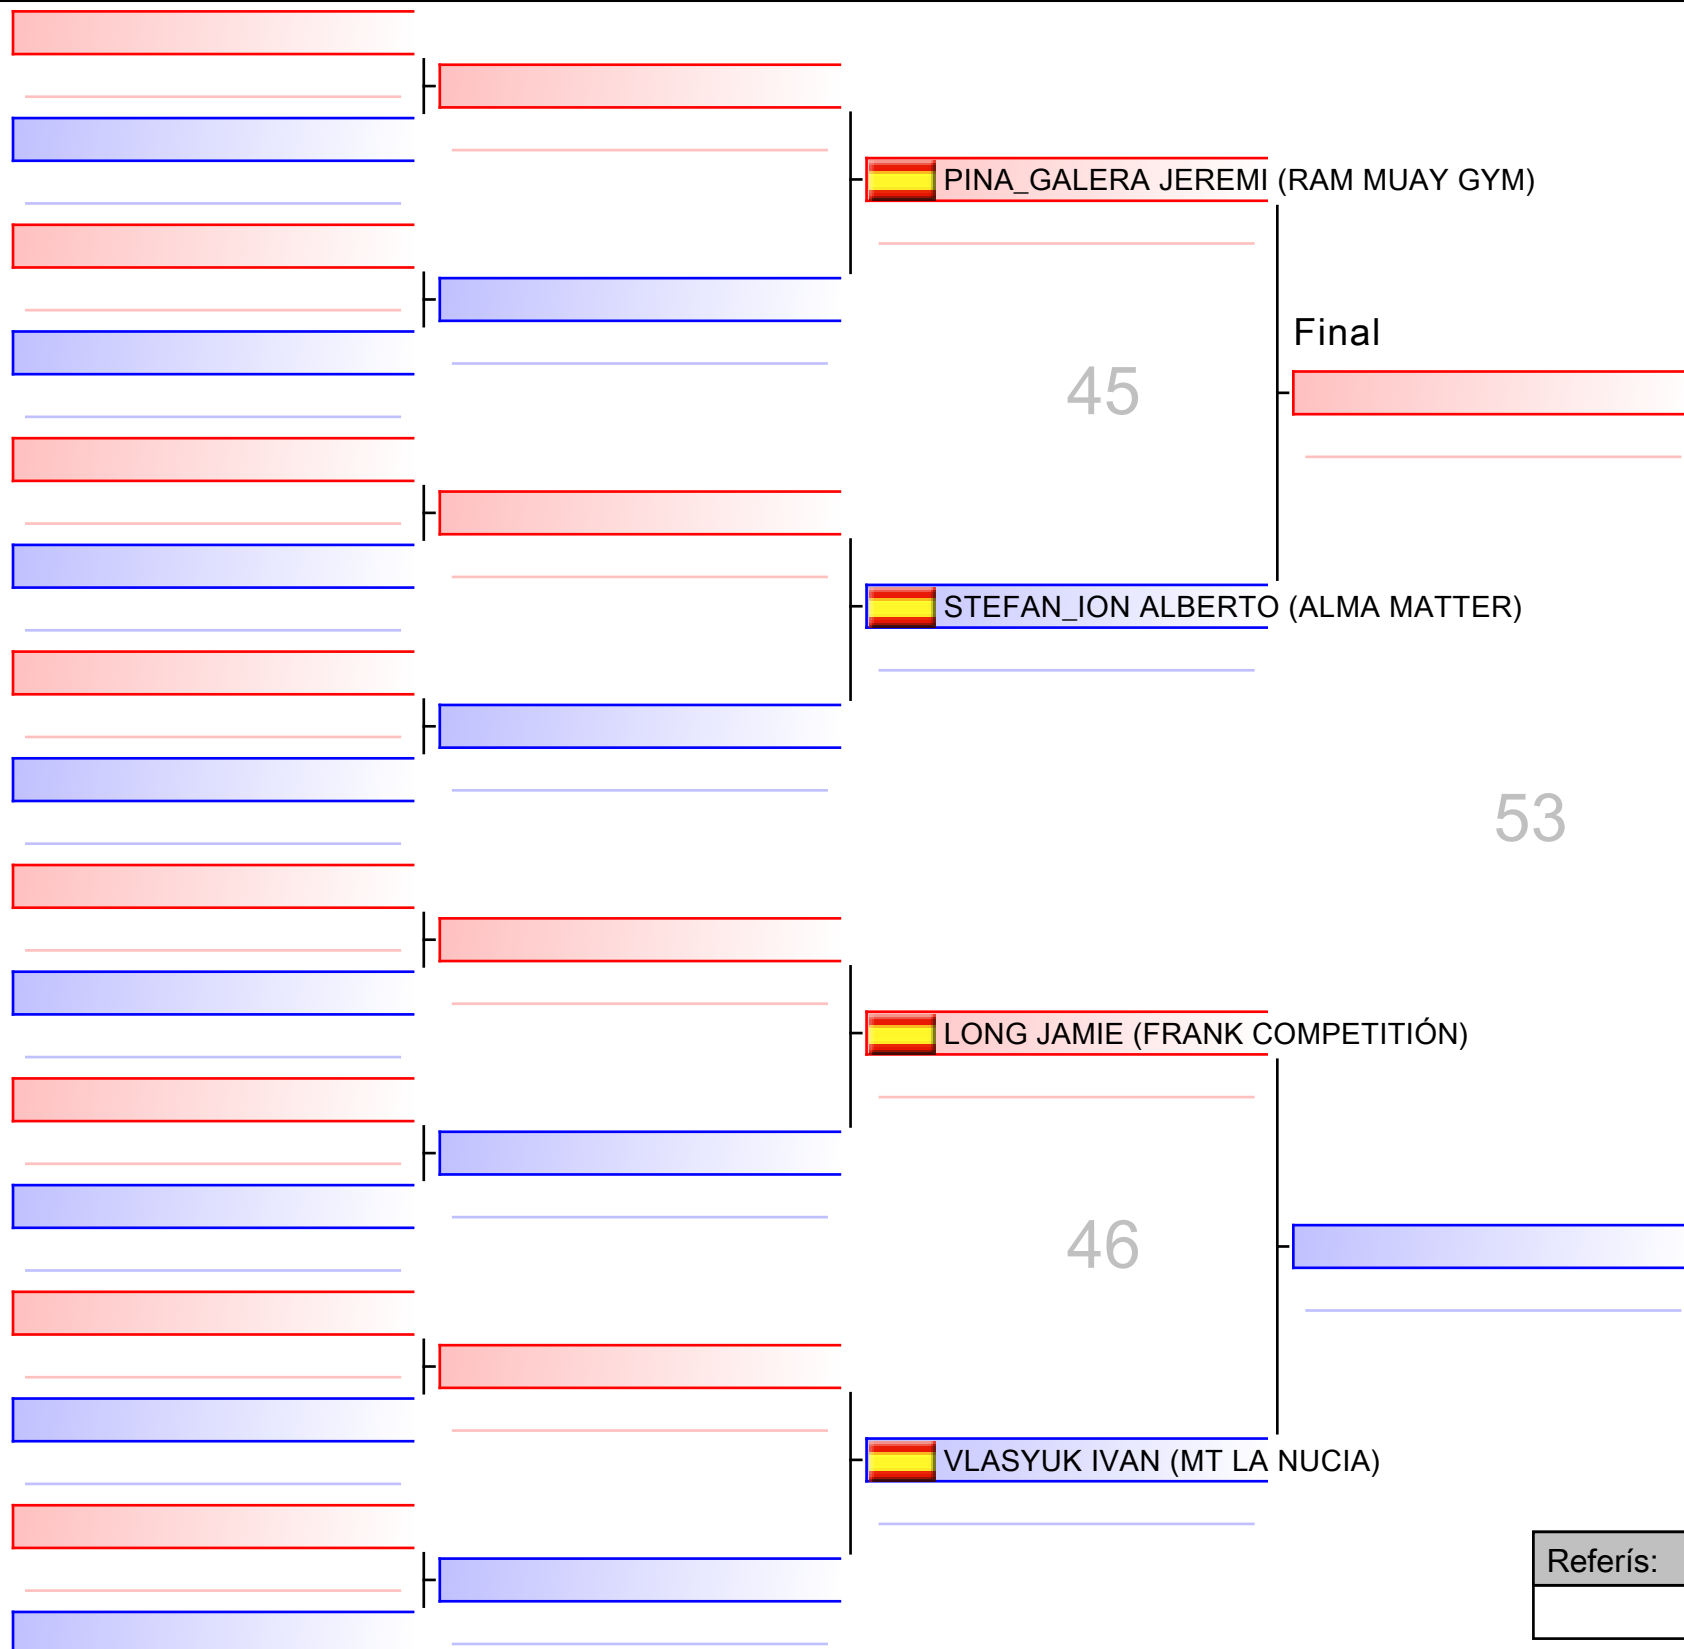 PINA_GALERA JEREMI (RAM MUAY GYM)
Final
45
STEFAN_ION ALBERTO (ALMA MATTER)
53
LONG JAMIE (FRANK COMPETITIÓN)
46
VLASYUK IVAN (MT LA NUCIA)
Referís: